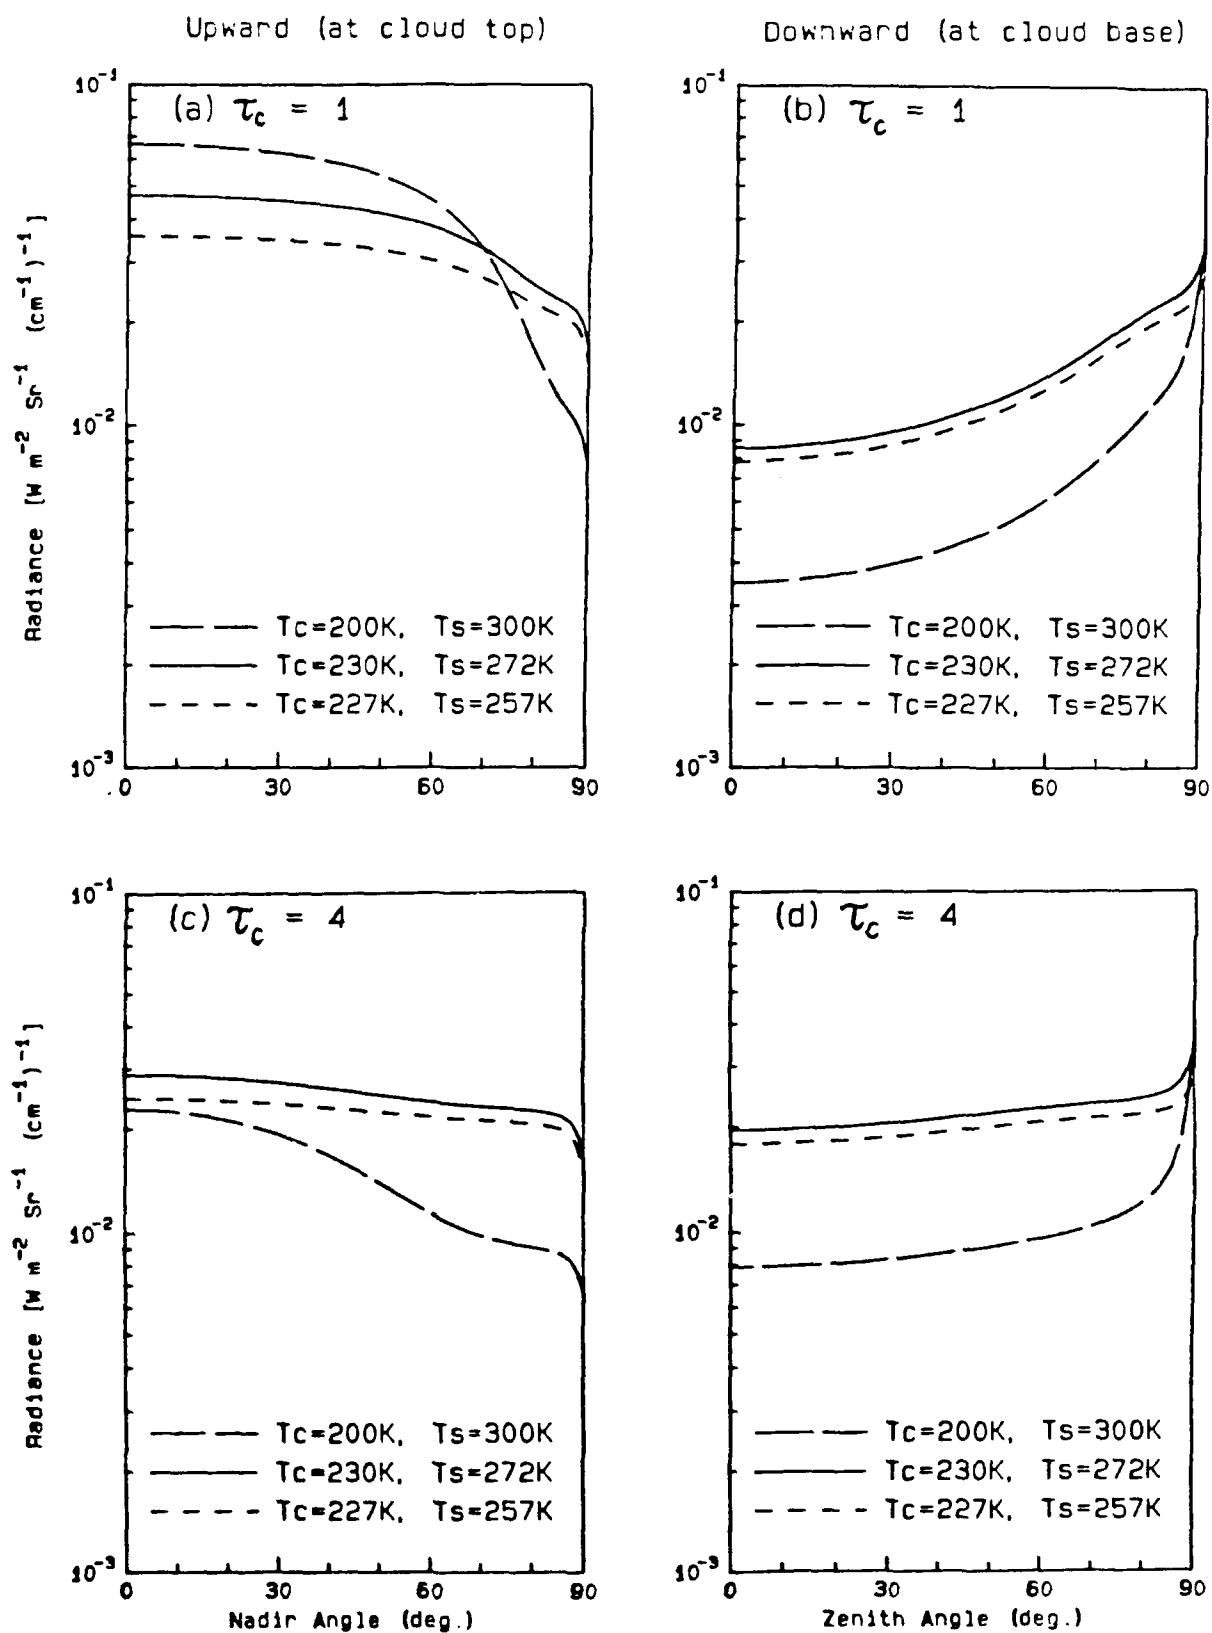 Upward (at cloud top)
Downward (at cloud base)
Radiance [W m⁻² Sr⁻¹ (cm⁻¹)⁻¹]
10⁻¹
10⁻²
10⁻³
(a) τc = 1
Tc=200K, Ts=300K
Tc=230K, Ts=272K
Tc=227K, Ts=257K
0 30 60 90
10⁻¹
10⁻²
10⁻³
(b) τc = 1
Tc=200K, Ts=300K
Tc=230K, Ts=272K
Tc=227K, Ts=257K
0 30 60 90
Radiance [W m⁻² Sr⁻¹ (cm⁻¹)⁻¹]
10⁻¹
10⁻²
10⁻³
(c) τc = 4
Tc=200K, Ts=300K
Tc=230K, Ts=272K
Tc=227K, Ts=257K
0 30 60 90
Nadir Angle (deg.)
10⁻¹
10⁻²
10⁻³
(d) τc = 4
Tc=200K, Ts=300K
Tc=230K, Ts=272K
Tc=227K, Ts=257K
0 30 60 90
Zenith Angle (deg.)